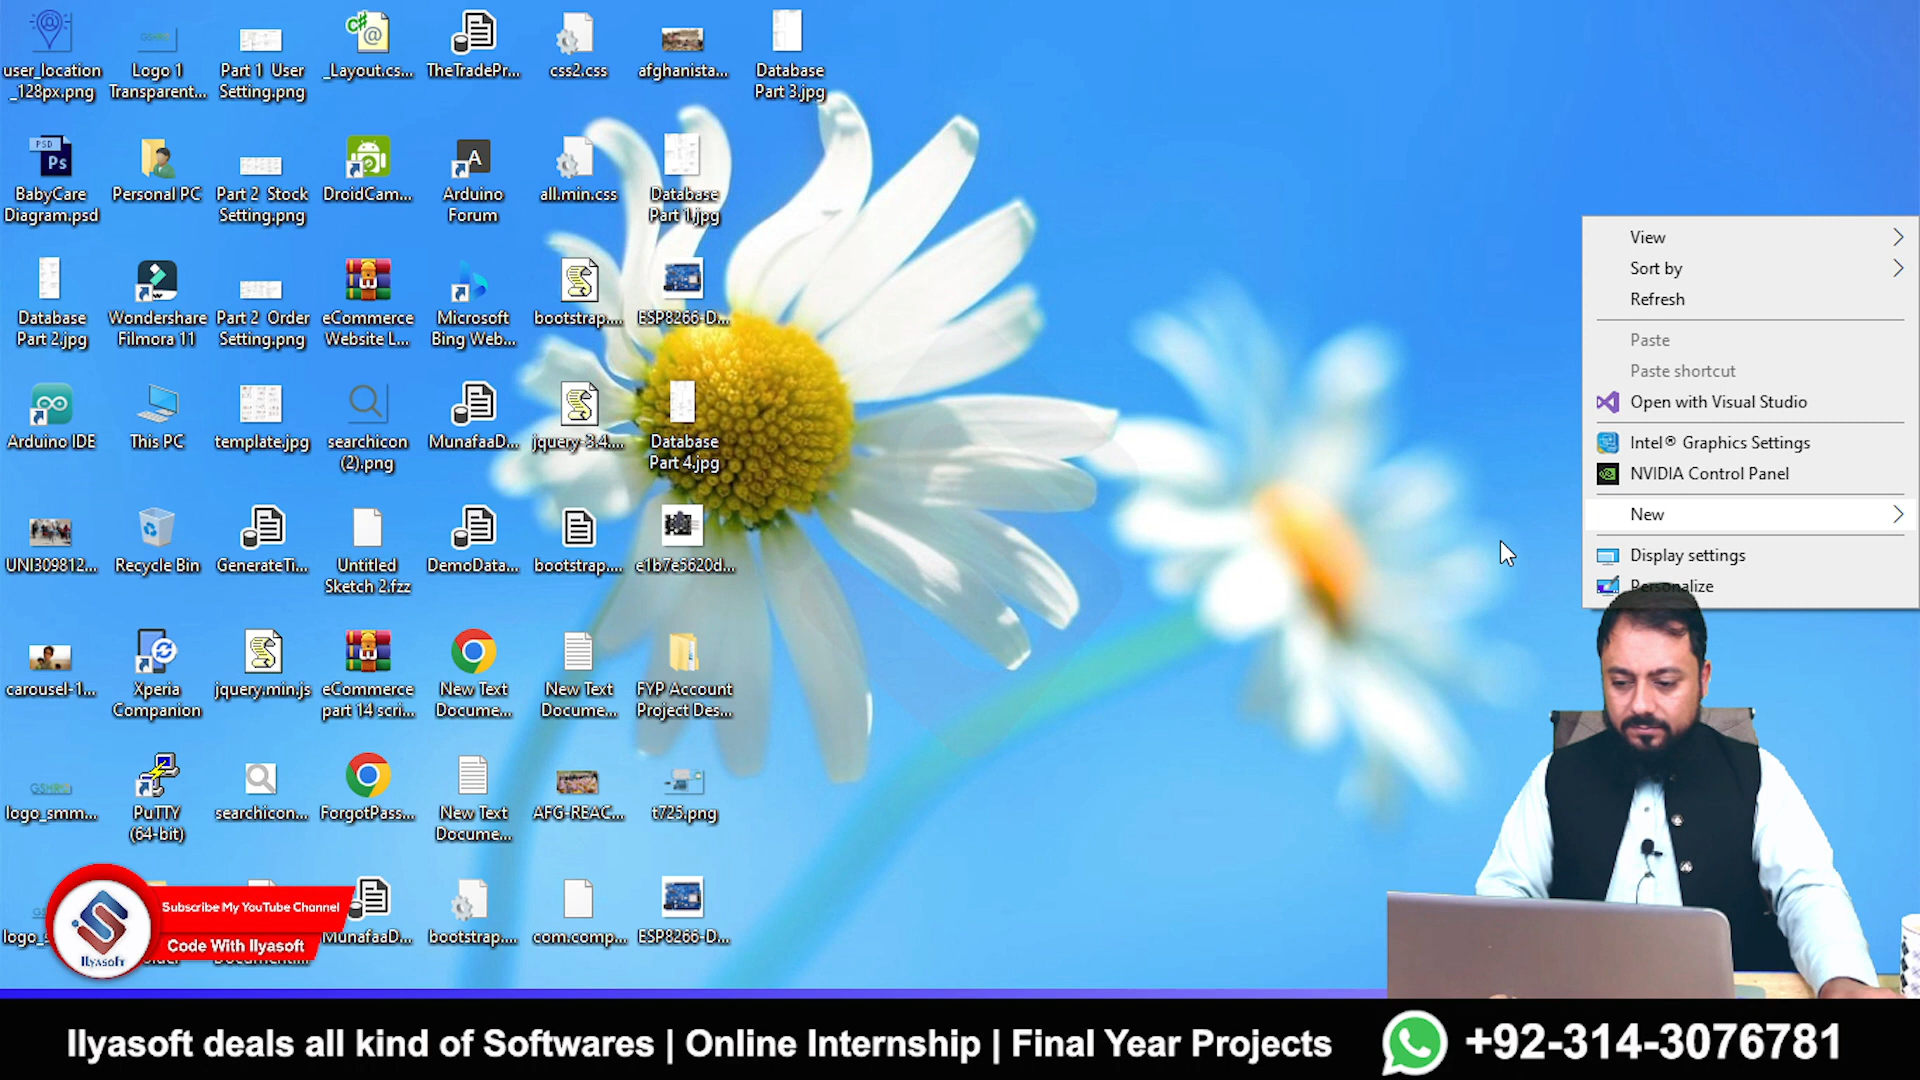 user_location
_128px.png
Logo 1
Transparent...
Part 1 User
Setting.png
_Layout.cs...
TheTradePr...
css2.css
afghanista...
Database
Part 3.jpg
BabyCare
Diagram.psd
Personal PC
Part 2 Stock
Setting.png
DroidCam...
Arduino
Forum
all.min.css
Database
Part 1.jpg
Database
Part 2.jpg
Wondershare
Filmora 11
Part 2 Order
Setting.png
eCommerce
Website L...
Microsoft
Bing Web...
bootstrap....
ESP8266-D...
Arduino IDE
This PC
template.jpg
searchicon
(2).png
MunafaaD...
jquery-3.4....
Database
Part 4.jpg
UNI309812...
Recycle Bin
GenerateTi...
Untitled
Sketch 2.fzz
DemoData...
bootstrap....
e1b7e5620d...
carousel-1...
Xperia
Companion
jquery.min.js
eCommerce
part 14 scri...
New Text
Docume...
New Text
Docume...
FYP Account
Project Des...
logo_smm...
PuTTY
(64-bit)
searchicon...
ForgotPass...
New Text
Docume...
AFG-REAC...
t725.png
MunafaaD...
bootstrap....
com.comp...
ESP8266-D...
View
Sort by
Refresh
Paste
Paste shortcut
Open with Visual Studio
Intel® Graphics Settings
NVIDIA Control Panel
New
Display settings
Personalize
PSD
Ps
Subscribe My YouTube Channel
Code With Ilyasoft
Ilyasoft
Ilyasoft deals all kind of Softwares | Online Internship | Final Year Projects
+92-314-3076781